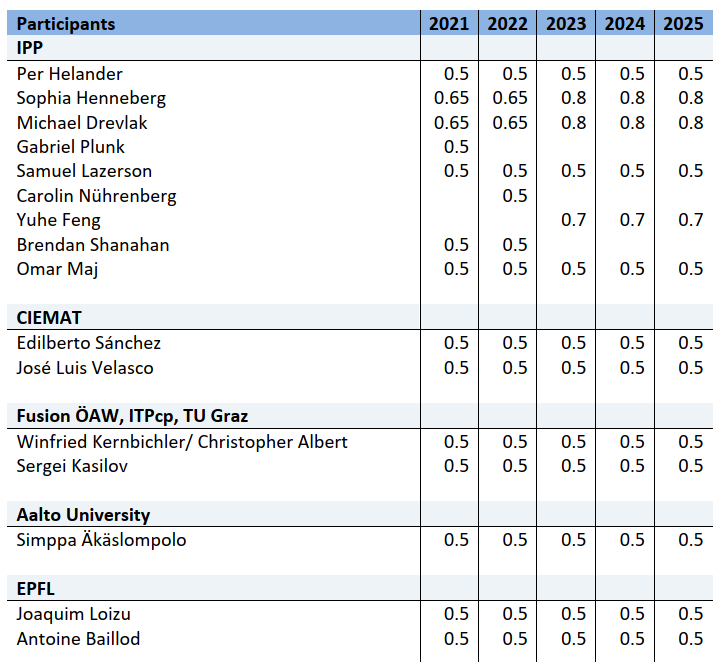 Participants 2021 2022 2023 2024 2025
IPP
Per Helander 0.5 0.5 0.5 0.5 0.5
Sophia Henneberg 0.65 0.65 0.8 0.8 0.8
Michael Drevlak 0.65 0.65 0.8 0.8 0.8
Gabriel Plunk 0.5
Samuel Lazerson 0.5 0.5 0.5 0.5 0.5
Carolin Nührenberg 0.5
Yuhe Feng 0.7 0.7 0.7
Brendan Shanahan 0.5 0.5
Omar Maj 0.5 0.5 0.5 0.5 0.5
CIEMAT
Edilberto Sánchez 0.5 0.5 0.5 0.5 0.5
José Luis Velasco 0.5 0.5 0.5 0.5 0.5
Fusion ÖAW, ITPcp, TU Graz
Winfried Kernbichler/ Christopher Albert 0.5 0.5 0.5 0.5 0.5
Sergei Kasilov 0.5 0.5 0.5 0.5 0.5
Aalto University
Simppa Äkäslompolo 0.5 0.5 0.5 0.5 0.5
EPFL
Joaquim Loizu 0.5 0.5 0.5 0.5 0.5
Antoine Baillod 0.5 0.5 0.5 0.5 0.5